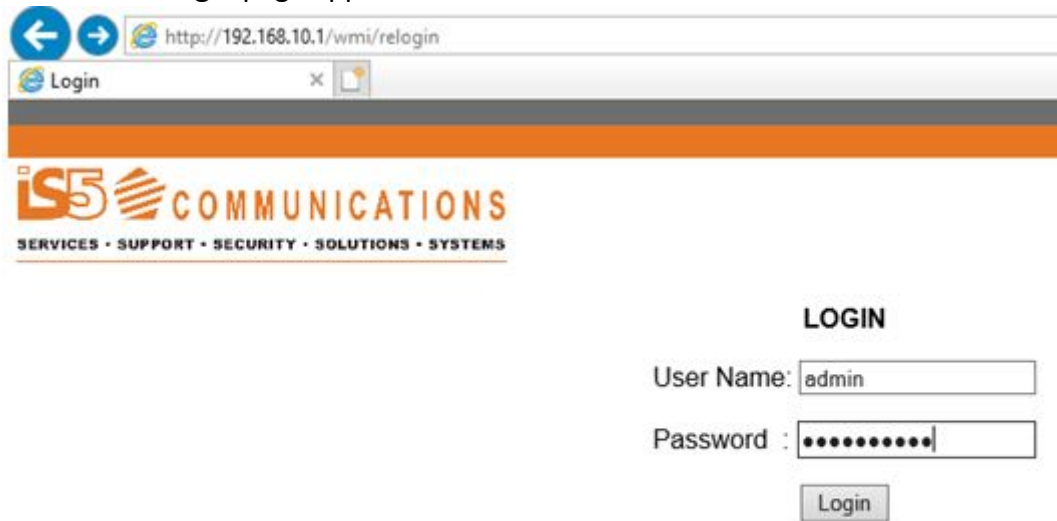 http://192.168.10.1/wmi/relogin
Login
iS5 COMMUNICATIONS
SERVICES • SUPPORT • SECURITY • SOLUTIONS • SYSTEMS
LOGIN
User Name: admin
Password : ●●●●●●●●●●
Login